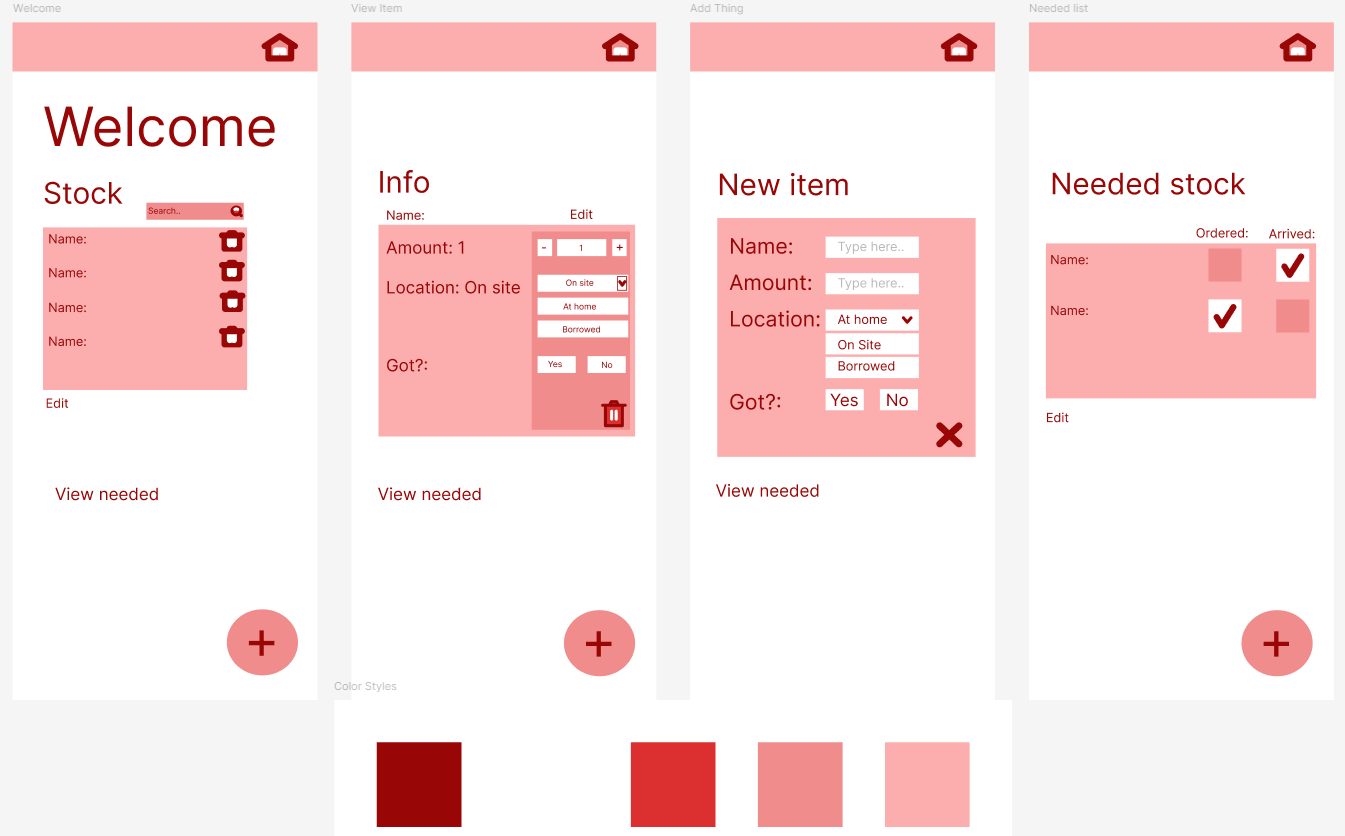 Welcome
Welcome
Stock
Search..
Name:
Name:
Name:
Name:
Edit
View needed
+
View Item
Info
Name:
Edit
Amount: 1
- 1 +
Location: On site
On site
At home
Borrowed
Got?:
Yes No
View needed
+
Add Thing
New item
Name: Type here..
Amount: Type here..
Location: At home
On Site
Borrowed
Got?: Yes No
View needed
Needed list
Needed stock
Ordered: Arrived:
Name:
Name:
Edit
+
Color Styles